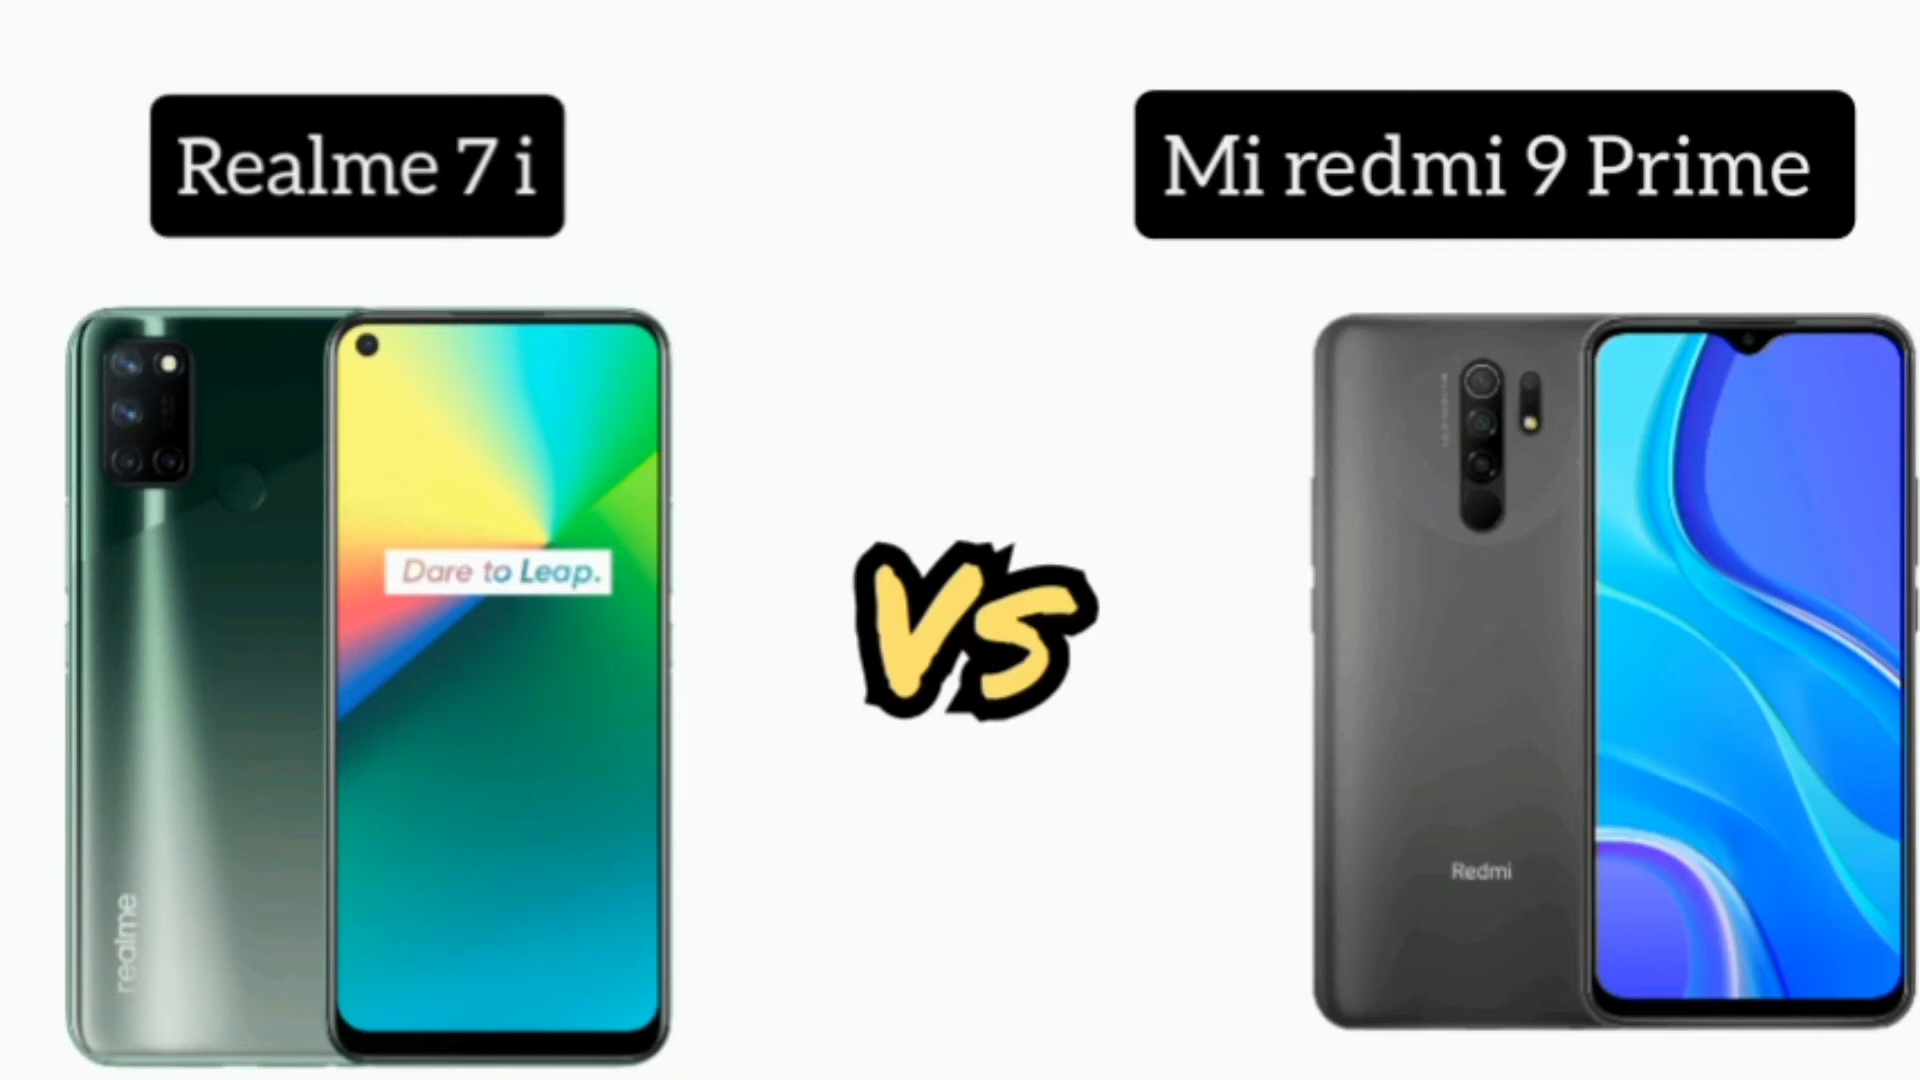 Realme 7 i
Mi redmi 9 Prime
Dare to Leap.
VS
Redmi
realme